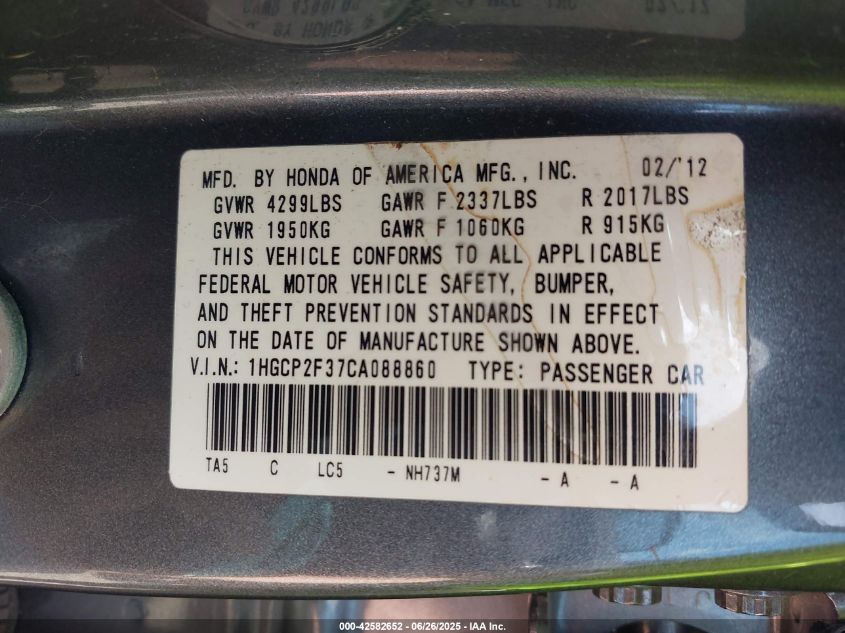 MFD. BY HONDA OF AMERICA MFG., INC. 02/'12
GVWR 4299LBS GAWR F 2337LBS R 2017LBS
GVWR 1950KG GAWR F 1060KG R 915KG
THIS VEHICLE CONFORMS TO ALL APPLICABLE
FEDERAL MOTOR VEHICLE SAFETY, BUMPER,
AND THEFT PREVENTION STANDARDS IN EFFECT
ON THE DATE OF MANUFACTURE SHOWN ABOVE.
V.I.N.: 1HGCP2F37CA088860 TYPE: PASSENGER CAR
TA5 C LC5 - NH737M - A - A
000-42582652 - 06/26/2025 - IAA Inc.